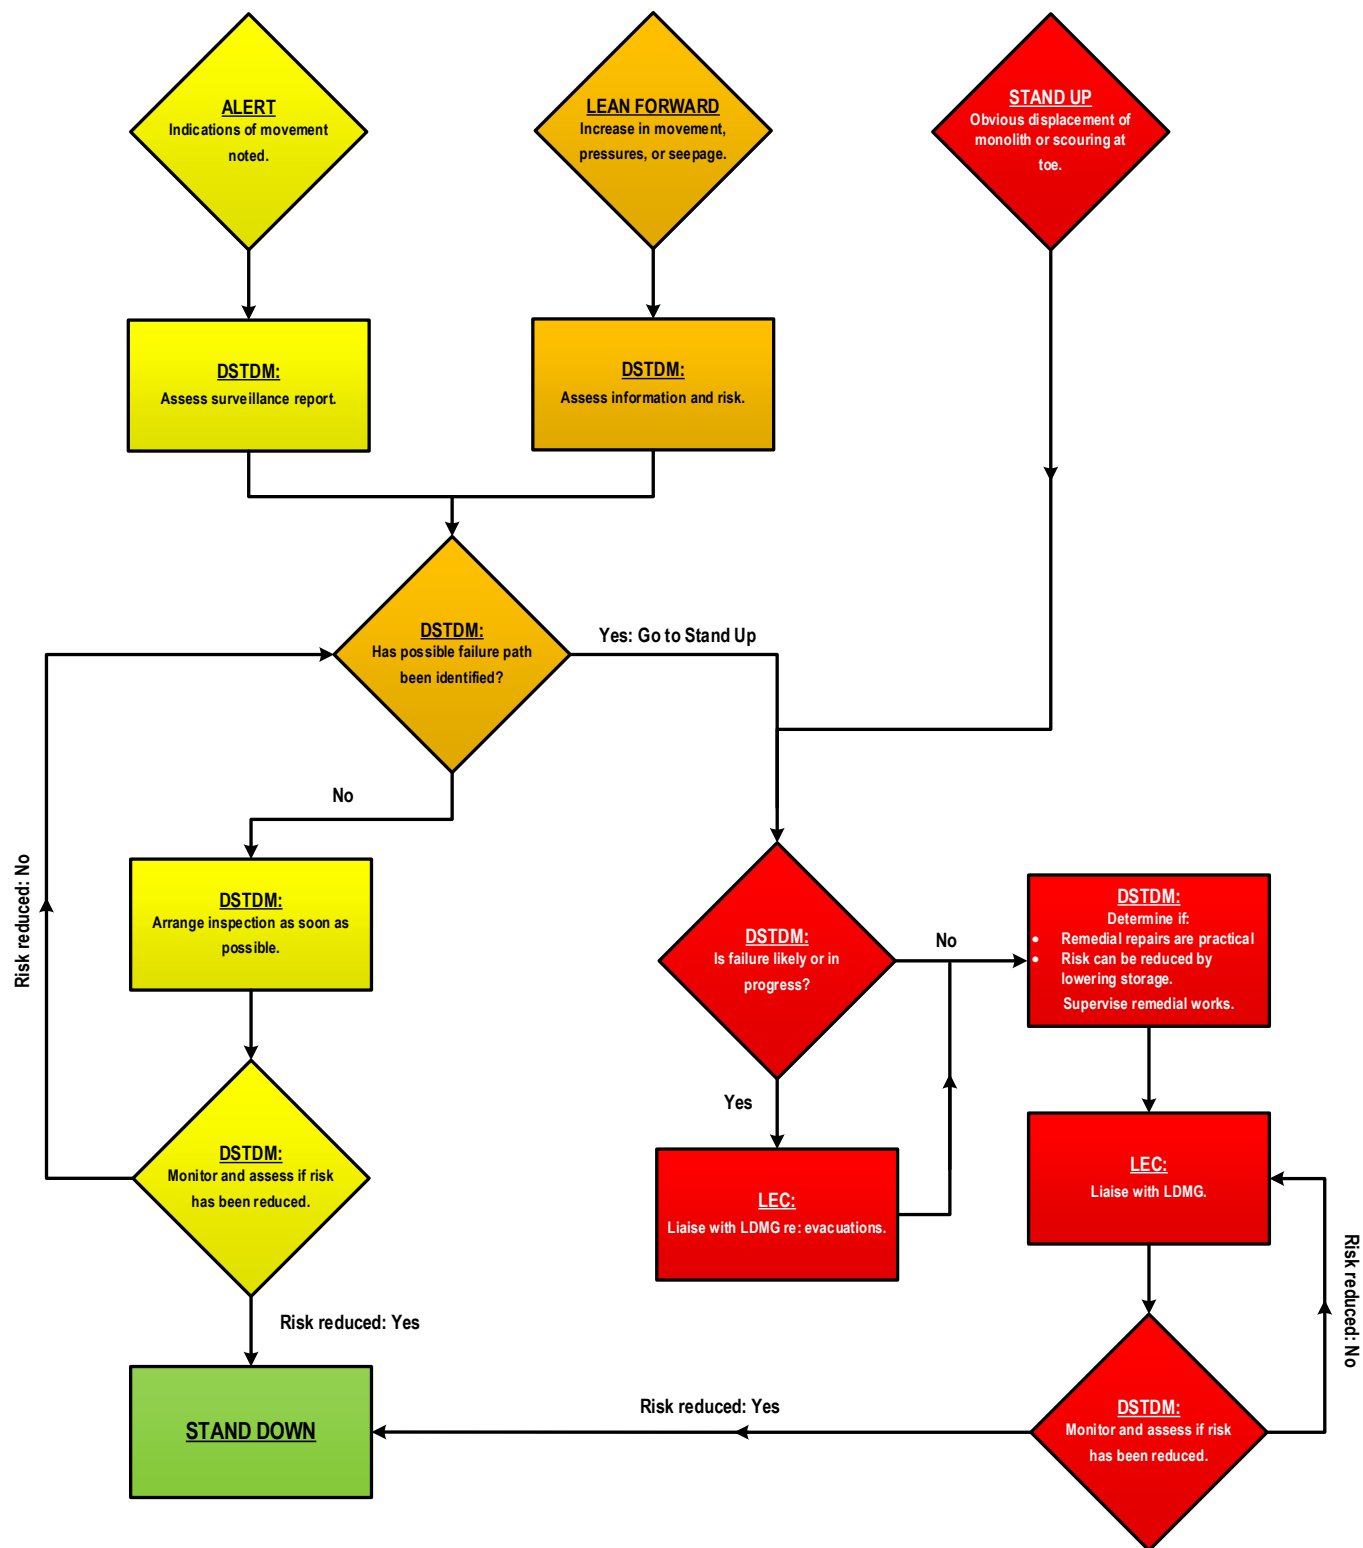 ALERT
Indications of movement
noted.
LEAN FORWARD
Increase in movement,
pressures, or seepage.
STAND UP
Obvious displacement of
monolith or scouring at
toe.
DSTDM:
Assess surveillance report.
DSTDM:
Assess information and risk.
DSTDM:
Has possible failure path
been identified?
Yes: Go to Stand Up
No
Risk reduced: No
DSTDM:
Arrange inspection as soon as
possible.
DSTDM:
Is failure likely or in
progress?
No
DSTDM:
Determine if:
• Remedial repairs are practical
• Risk can be reduced by
lowering storage.
Supervise remedial works.
Yes
DSTDM:
Monitor and assess if risk
has been reduced.
LEC:
Liaise with LDMG re: evacuations.
LEC:
Liaise with LDMG.
Risk reduced: No
Risk reduced: Yes
STAND DOWN
Risk reduced: Yes
DSTDM:
Monitor and assess if risk
has been reduced.